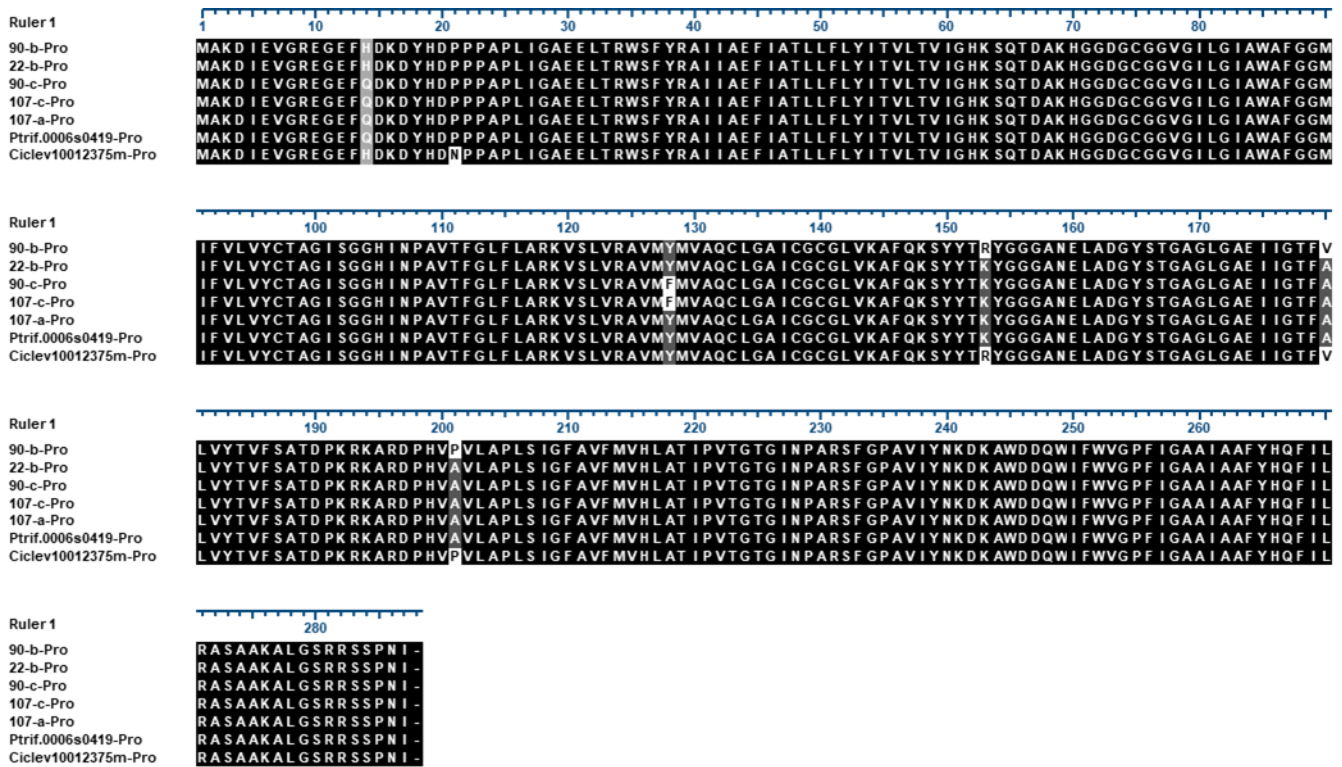 Ruler 1 1 10 20 30 40 50 60 70 80
90-b-Pro MAKDIEVGREGEFHDKDYHDPPPAPLIGAEELTRWSFYRAIIAEFIATLLFLYITVLTVIGHKSQTDAKHGGDGCGGVGILGIAWAFGGM
22-b-Pro MAKDIEVGREGEFHDKDYHDPPPAPLIGAEELTRWSFYRAIIAEFIATLLFLYITVLTVIGHKSQTDAKHGGDGCGGVGILGIAWAFGGM
90-c-Pro MAKDIEVGREGEFQDKDYHDPPPAPLIGAEELTRWSFYRAIIAEFIATLLFLYITVLTVIGHKSQTDAKHGGDGCGGVGILGIAWAFGGM
107-c-Pro MAKDIEVGREGEFQDKDYHDPPPAPLIGAEELTRWSFYRAIIAEFIATLLFLYITVLTVIGHKSQTDAKHGGDGCGGVGILGIAWAFGGM
107-a-Pro MAKDIEVGREGEFQDKDYHDPPPAPLIGAEELTRWSFYRAIIAEFIATLLFLYITVLTVIGHKSQTDAKHGGDGCGGVGILGIAWAFGGM
Ptrif.0006s0419-Pro MAKDIEVGREGEFQDKDYHDPPPAPLIGAEELTRWSFYRAIIAEFIATLLFLYITVLTVIGHKSQTDAKHGGDGCGGVGILGIAWAFGGM
Ciclev10012375m-Pro MAKDIEVGREGEFHDKDYHDNPPAPLIGAEELTRWSFYRAIIAEFIATLLFLYITVLTVIGHKSQTDAKHGGDGCGGVGILGIAWAFGGM
Ruler 1 100 110 120 130 140 150 160 170
90-b-Pro IFVLVYCTAGISGGHINPAVTFGLFLARKVSLVRAVMYMVAQCLGAICGCGLVKAFQKSYYTRYGGGANELADGYSTGAGLGAEIIGTFV
22-b-Pro IFVLVYCTAGISGGHINPAVTFGLFLARKVSLVRAVMYMVAQCLGAICGCGLVKAFQKSYYTKYGGGANELADGYSTGAGLGAEIIGTFA
90-c-Pro IFVLVYCTAGISGGHINPAVTFGLFLARKVSLVRAVMFMVAQCLGAICGCGLVKAFQKSYYTKYGGGANELADGYSTGAGLGAEIIGTFA
107-c-Pro IFVLVYCTAGISGGHINPAVTFGLFLARKVSLVRAVMFMVAQCLGAICGCGLVKAFQKSYYTKYGGGANELADGYSTGAGLGAEIIGTFA
107-a-Pro IFVLVYCTAGISGGHINPAVTFGLFLARKVSLVRAVMYMVAQCLGAICGCGLVKAFQKSYYTKYGGGANELADGYSTGAGLGAEIIGTFA
Ptrif.0006s0419-Pro IFVLVYCTAGISGGHINPAVTFGLFLARKVSLVRAVMYMVAQCLGAICGCGLVKAFQKSYYTKYGGGANELADGYSTGAGLGAEIIGTFA
Ciclev10012375m-Pro IFVLVYCTAGISGGHINPAVTFGLFLARKVSLVRAVMYMVAQCLGAICGCGLVKAFQKSYYTRYGGGANELADGYSTGAGLGAEIIGTFV
Ruler 1 190 200 210 220 230 240 250 260
90-b-Pro LVYTVFSATDPKRKARDPHVPVLAPLSIGFAVFMVHLATIPVTGTGINPARSFGPAVIYNKDKAWDDQWIFWVGPFIGAAIAAFYHQFIL
22-b-Pro LVYTVFSATDPKRKARDPHVAVLAPLSIGFAVFMVHLATIPVTGTGINPARSFGPAVIYNKDKAWDDQWIFWVGPFIGAAIAAFYHQFIL
90-c-Pro LVYTVFSATDPKRKARDPHVAVLAPLSIGFAVFMVHLATIPVTGTGINPARSFGPAVIYNKDKAWDDQWIFWVGPFIGAAIAAFYHQFIL
107-c-Pro LVYTVFSATDPKRKARDPHVAVLAPLSIGFAVFMVHLATIPVTGTGINPARSFGPAVIYNKDKAWDDQWIFWVGPFIGAAIAAFYHQFIL
107-a-Pro LVYTVFSATDPKRKARDPHVAVLAPLSIGFAVFMVHLATIPVTGTGINPARSFGPAVIYNKDKAWDDQWIFWVGPFIGAAIAAFYHQFIL
Ptrif.0006s0419-Pro LVYTVFSATDPKRKARDPHVAVLAPLSIGFAVFMVHLATIPVTGTGINPARSFGPAVIYNKDKAWDDQWIFWVGPFIGAAIAAFYHQFIL
Ciclev10012375m-Pro LVYTVFSATDPKRKARDPHVPVLAPLSIGFAVFMVHLATIPVTGTGINPARSFGPAVIYNKDKAWDDQWIFWVGPFIGAAIAAFYHQFIL
Ruler 1 280
90-b-Pro RASAAKALGSRRSSPNI-
22-b-Pro RASAAKALGSRRSSPNI-
90-c-Pro RASAAKALGSRRSSPNI-
107-c-Pro RASAAKALGSRRSSPNI-
107-a-Pro RASAAKALGSRRSSPNI-
Ptrif.0006s0419-Pro RASAAKALGSRRSSPNI-
Ciclev10012375m-Pro RASAAKALGSRRSSPNI-